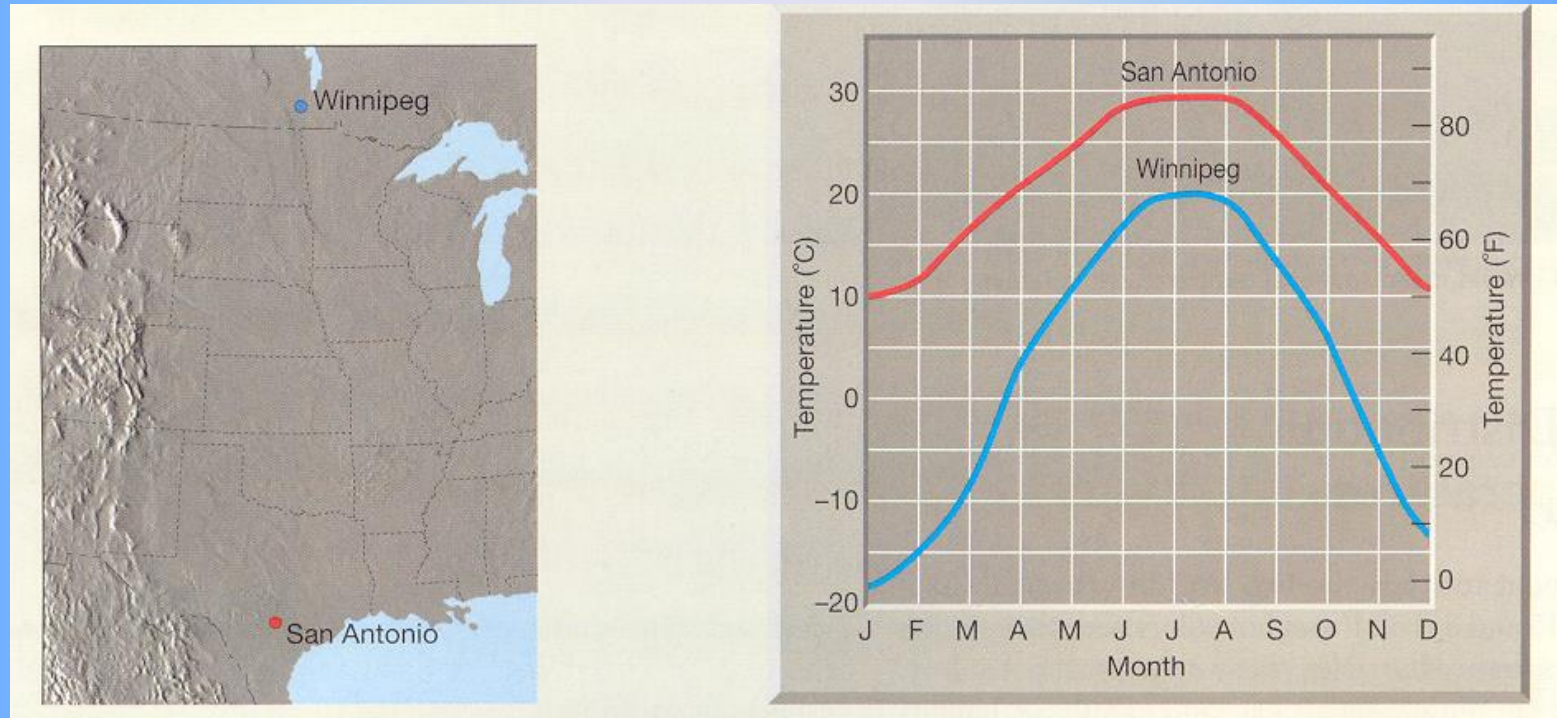 Winnipeg
San Antonio
San Antonio
Winnipeg
Temperature (°C)
30
20
10
0
–10
–20
80
60
40
20
0
Temperature (°F)
J F M A M J J A S O N D
Month